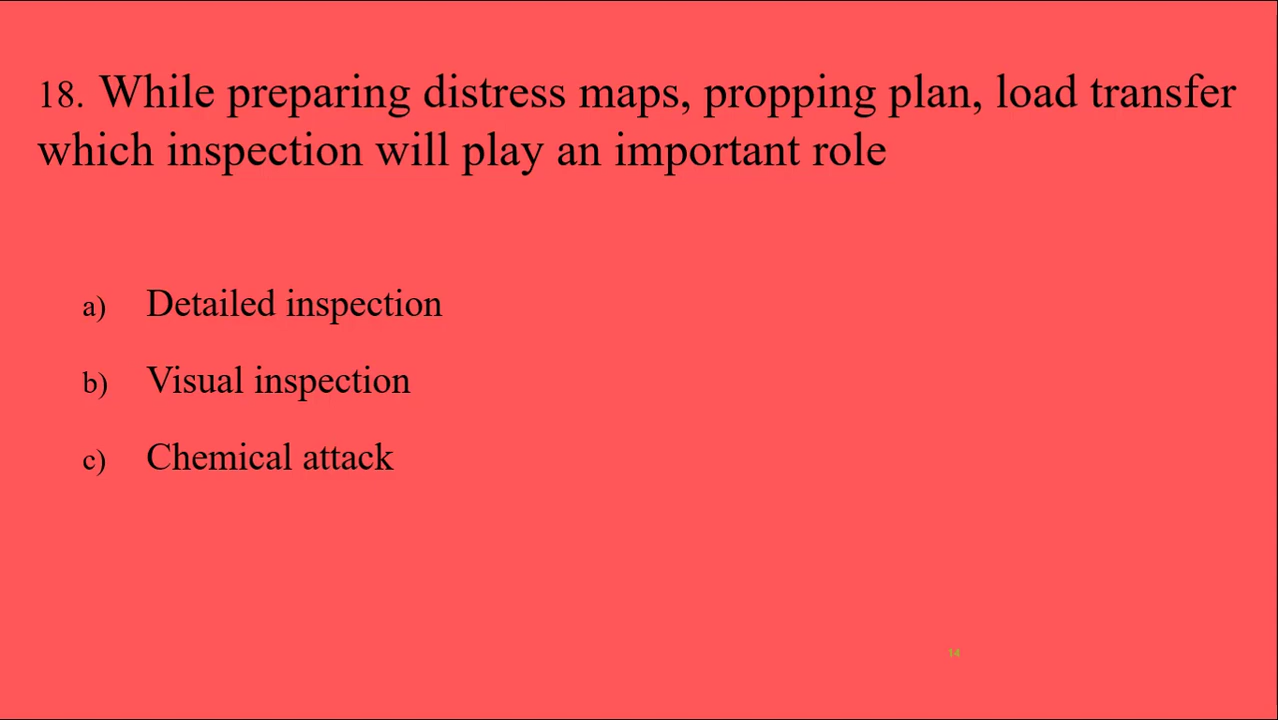 18. While preparing distress maps, propping plan, load transfer
which inspection will play an important role
a) Detailed inspection
b) Visual inspection
c) Chemical attack
14